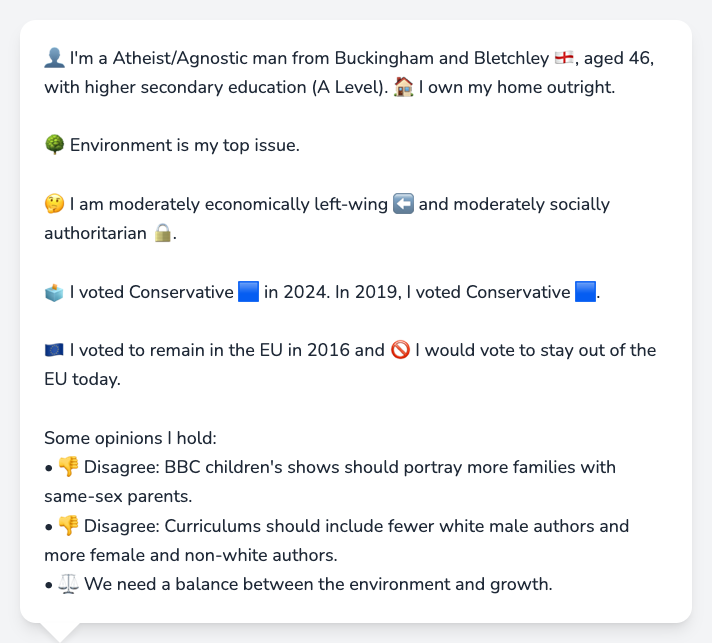 👤 I'm a Atheist/Agnostic man from Buckingham and Bletchley 🏴󠁧󠁢󠁥󠁮󠁧󠁿, aged 46,
with higher secondary education (A Level). 🏠 I own my home outright.
🌳 Environment is my top issue.
🤔 I am moderately economically left-wing ⬅️ and moderately socially
authoritarian 🔒.
🗳️ I voted Conservative 🟦 in 2024. In 2019, I voted Conservative 🟦.
🇪🇺 I voted to remain in the EU in 2016 and 🚫 I would vote to stay out of the
EU today.
Some opinions I hold:
• 👎 Disagree: BBC children's shows should portray more families with
same-sex parents.
• 👎 Disagree: Curriculums should include fewer white male authors and
more female and non-white authors.
• ⚖️ We need a balance between the environment and growth.